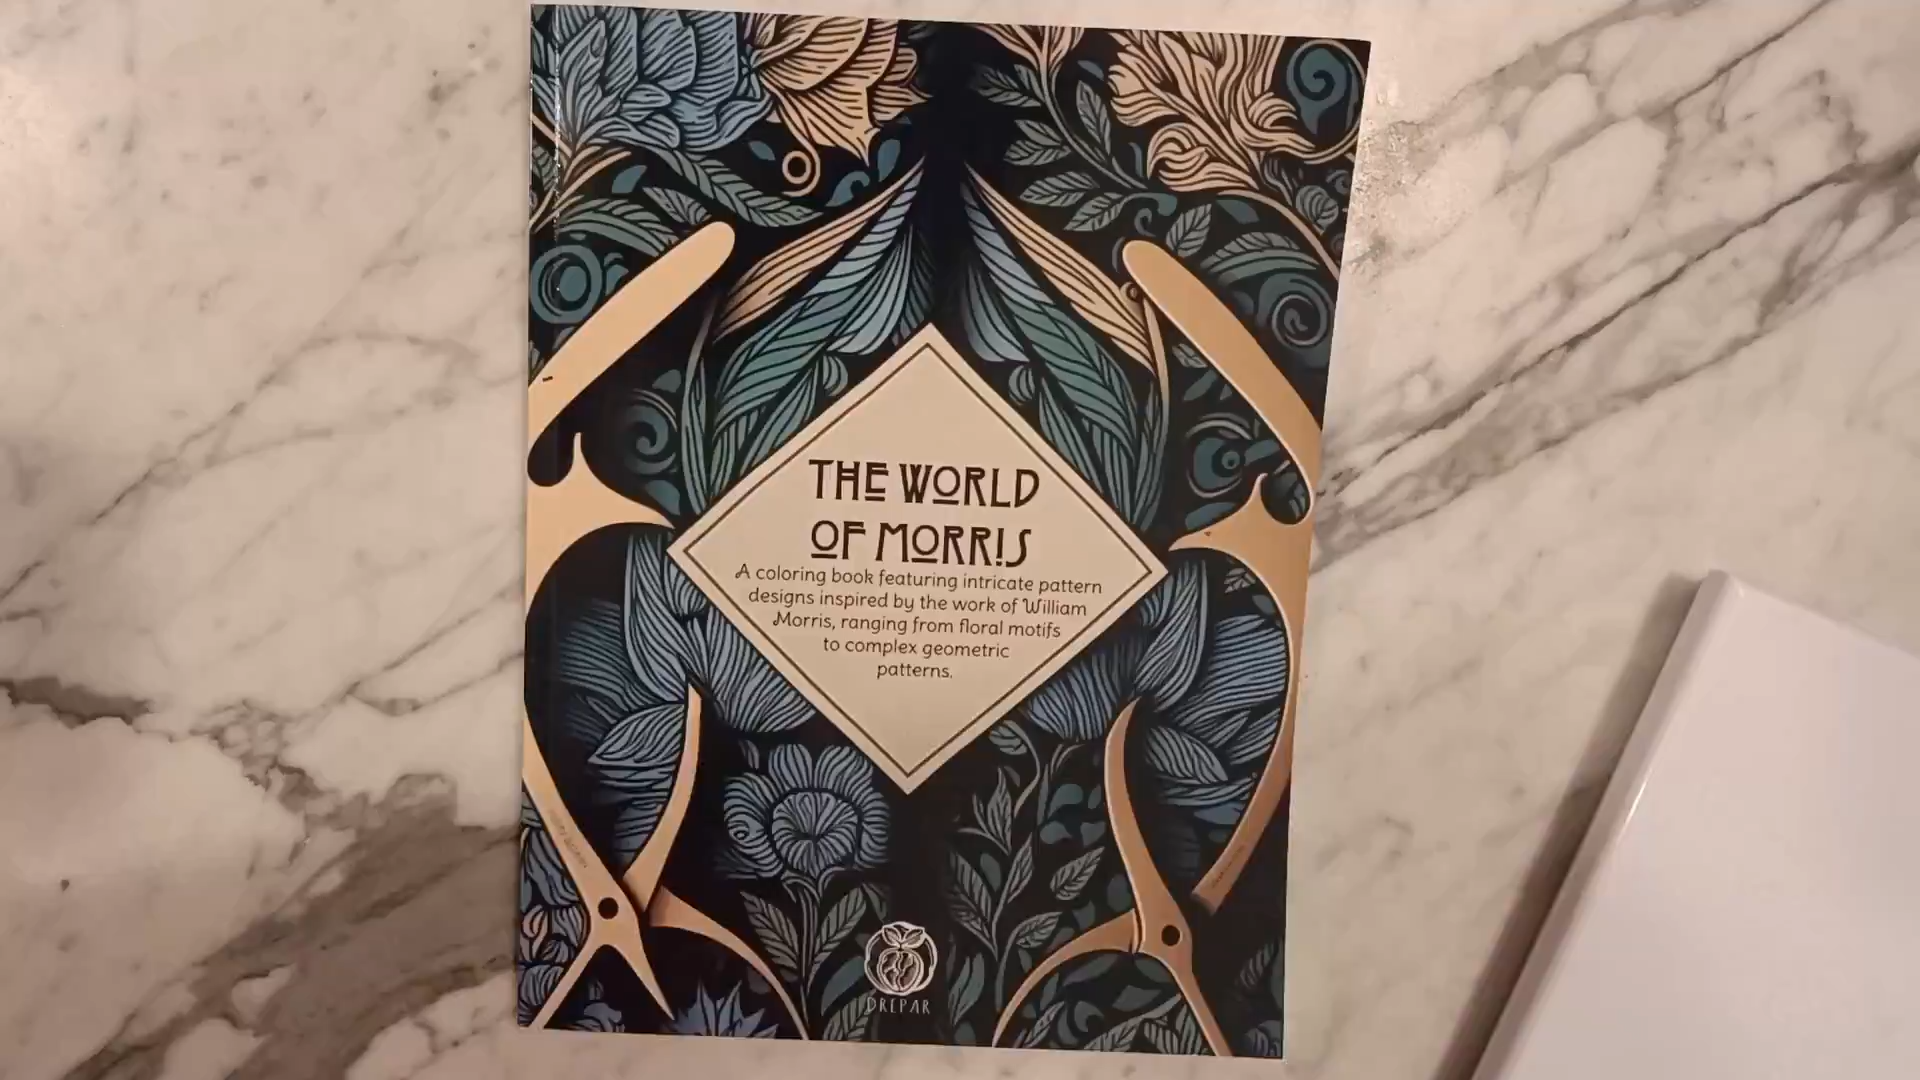 THE WORLD
OF MORRIS
A coloring book featuring intricate pattern
designs inspired by the work of William
Morris, ranging from floral motifs
to complex geometric
patterns.
DREPAR